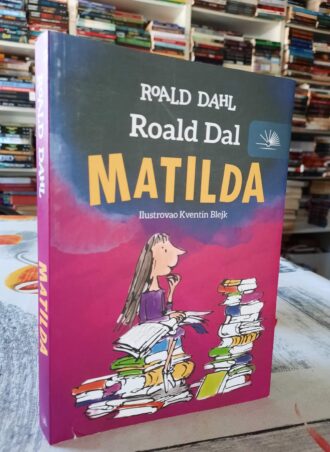 ROALD DAHL
Roald Dal
MATILDA
Ilustrovao Kventin Blejk
ROALD DAHL
MATILDA